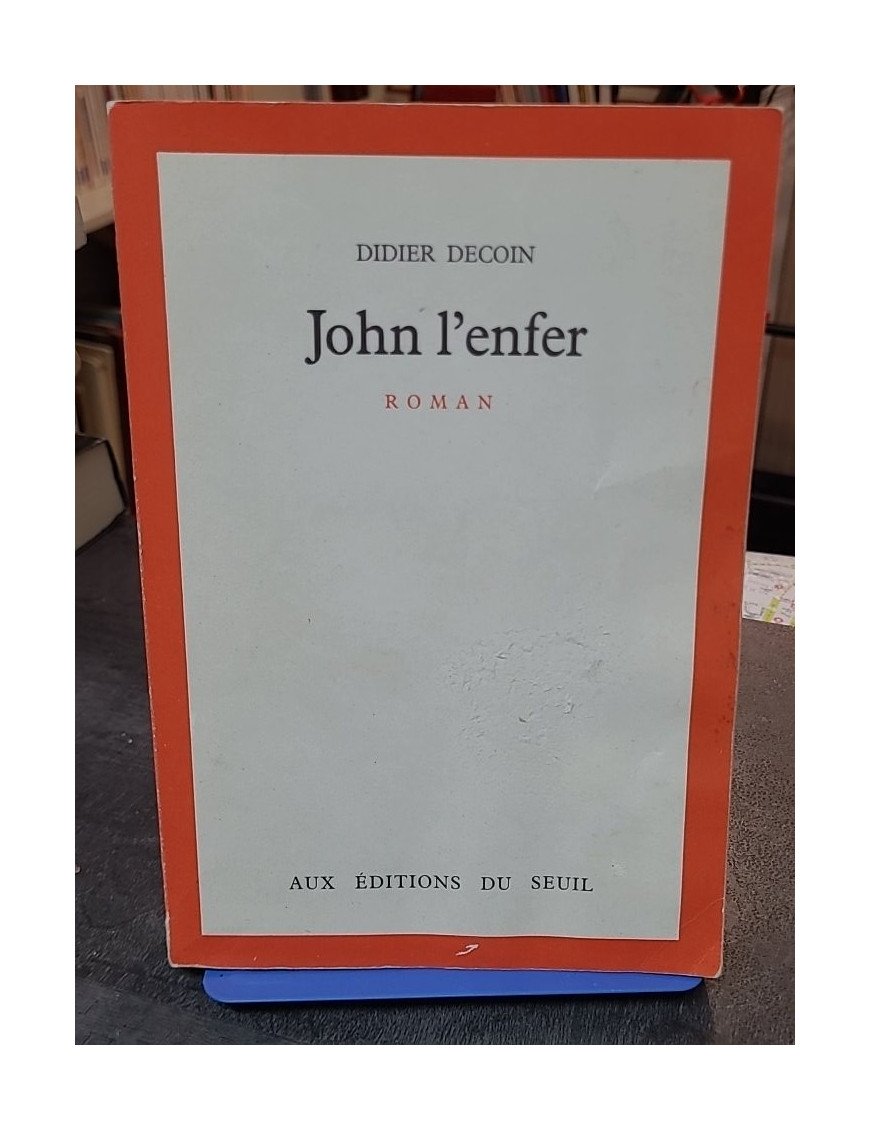 DIDIER DECOIN
John l'enfer
ROMAN
AUX ÉDITIONS DU SEUIL